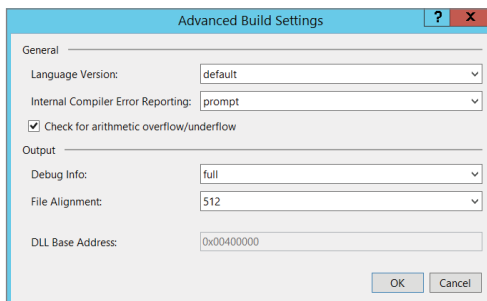 Advanced Build Settings
? X
General
Language Version: default
Internal Compiler Error Reporting: prompt
Check for arithmetic overflow/underflow
Output
Debug Info: full
File Alignment: 512
DLL Base Address: 0x00400000
OK Cancel